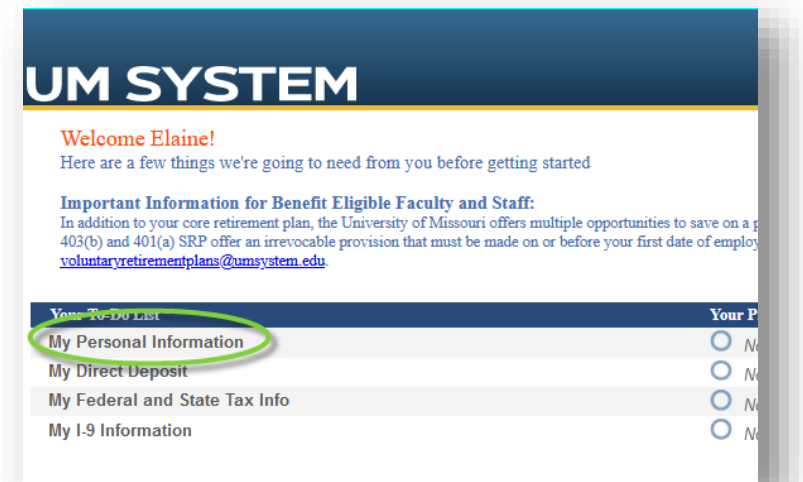 UM SYSTEM
Welcome Elaine!
Here are a few things we're going to need from you before getting started
Important Information for Benefit Eligible Faculty and Staff:
In addition to your core retirement plan, the University of Missouri offers multiple opportunities to save on a p
403(b) and 401(a) SRP offer an irrevocable provision that must be made on or before your first date of employ
voluntaryretirementplans@umsystem.edu.
Your To-Do List Your P
My Personal Information
My Direct Deposit
My Federal and State Tax Info
My I-9 Information